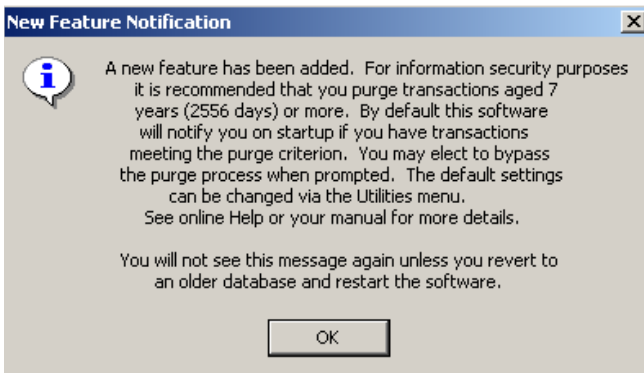 New Feature Notification
A new feature has been added. For information security purposes
it is recommended that you purge transactions aged 7
years (2556 days) or more. By default this software
will notify you on startup if you have transactions
meeting the purge criterion. You may elect to bypass
the purge process when prompted. The default settings
can be changed via the Utilities menu.
See online Help or your manual for more details.
You will not see this message again unless you revert to
an older database and restart the software.
OK